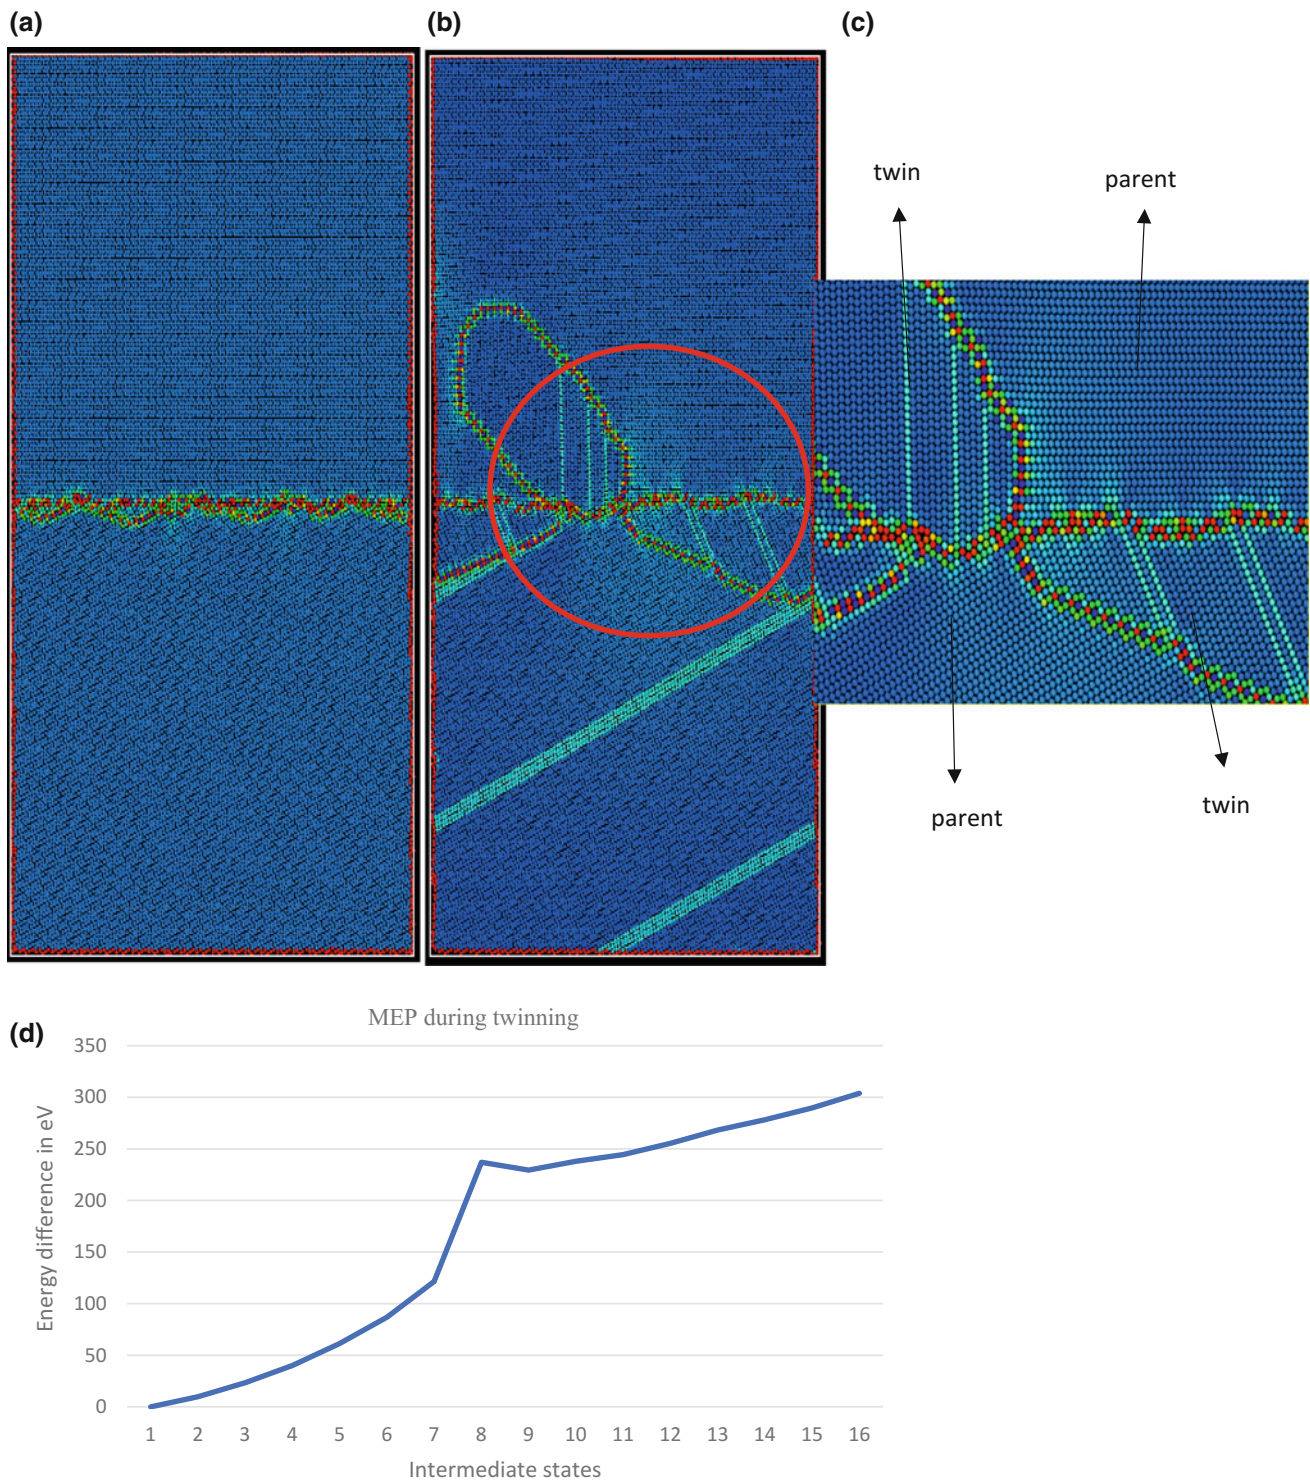 (a)
(b)
(c)
twin
parent
parent
twin
(d)
MEP during twinning
Energy difference in eV
350
300
250
200
150
100
50
0
1 2 3 4 5 6 7 8 9 10 11 12 13 14 15 16
Intermediate states